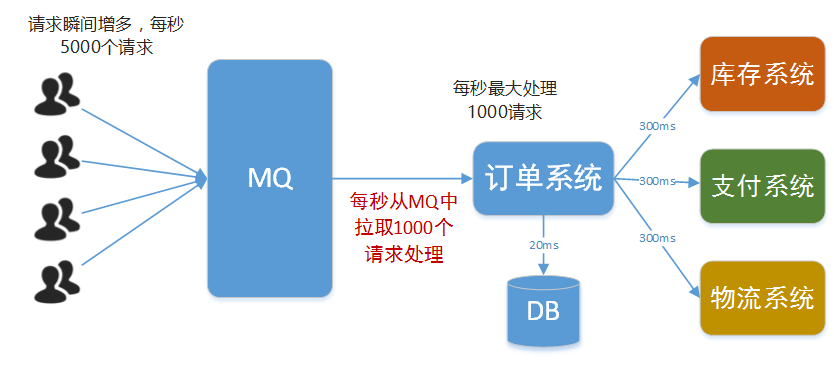 请求瞬间增多，每秒
5000个请求
MQ
每秒从MQ中
拉取1000个
请求处理
每秒最大处理
1000请求
订单系统
20ms
DB
300ms
300ms
300ms
库存系统
支付系统
物流系统